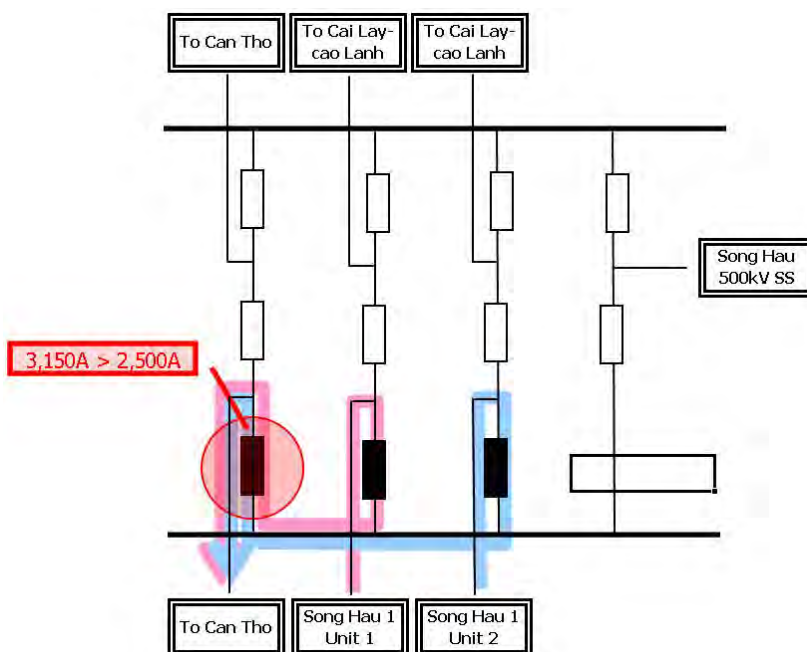 To Can Tho
To Cai Lay-
cao Lanh
To Cai Lay-
cao Lanh
Song Hau
500kV SS
3,150A > 2,500A
To Can Tho
Song Hau 1
Unit 1
Song Hau 1
Unit 2